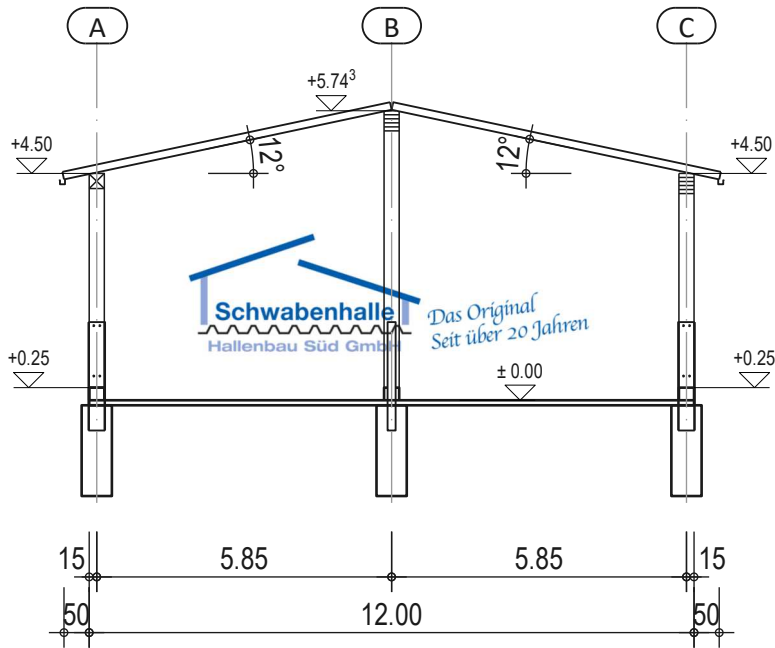 A B C
+5.74³
+4.50 +4.50
12° 12°
Schwabenhalle
Hallenbau Süd GmbH
Das Original
Seit über 20 Jahren
+0.25 +0.25
± 0.00
15 5.85 5.85 15
50 12.00 50